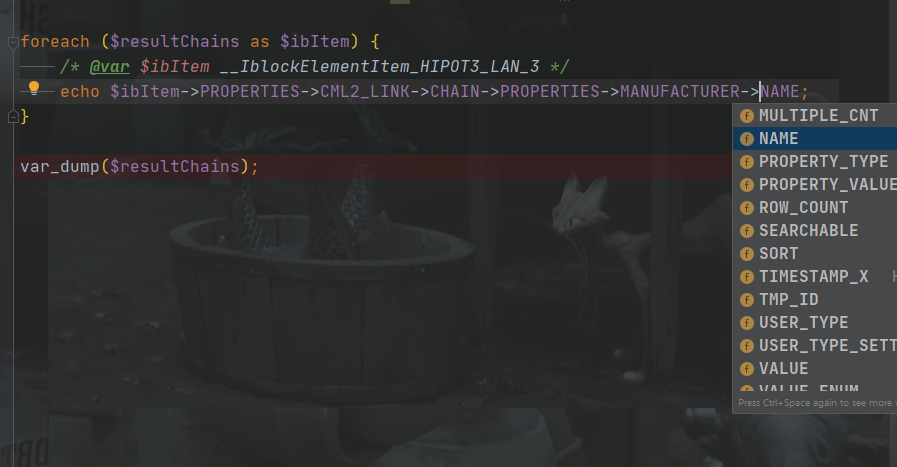 foreach ($resultChains as $ibItem) {
/* @var $ibItem __IblockElementItem_HIPOT3_LAN_3 */
echo $ibItem->PROPERTIES->CML2_LINK->CHAIN->PROPERTIES->MANUFACTURER->NAME;
}
var_dump($resultChains);
MULTIPLE_CNT
NAME
PROPERTY_TYPE
PROPERTY_VALUE
ROW_COUNT
SEARCHABLE
SORT
TIMESTAMP_X
TMP_ID
USER_TYPE
USER_TYPE_SETT
VALUE
VALUE_ENUM
Press Ctrl+Space again to see more